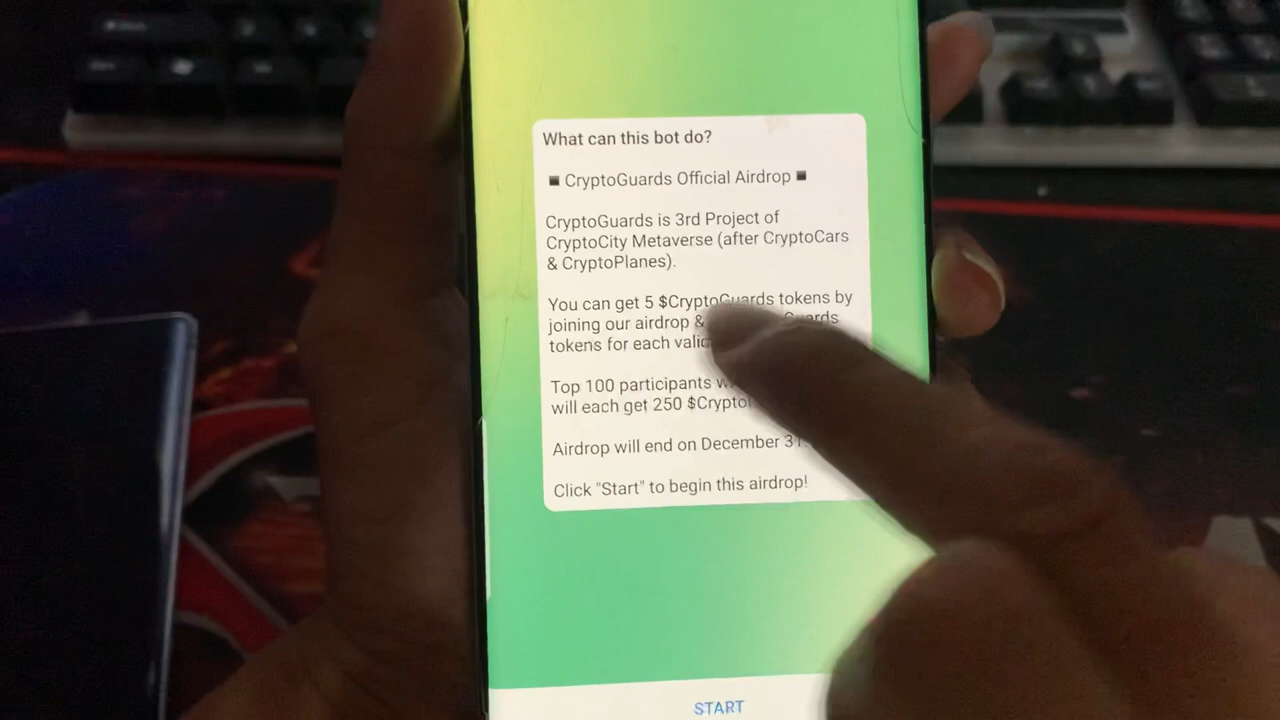 What can this bot do?
▪ CryptoGuards Official Airdrop ▪
CryptoGuards is 3rd Project of
CryptoCity Metaverse (after CryptoCars
& CryptoPlanes).
You can get 5 $CryptoGuards tokens by
joining our airdrop &
tokens for each
Top 100 participants
will each get 250
Airdrop will end on December
Click "Start" to begin this airdrop!
START